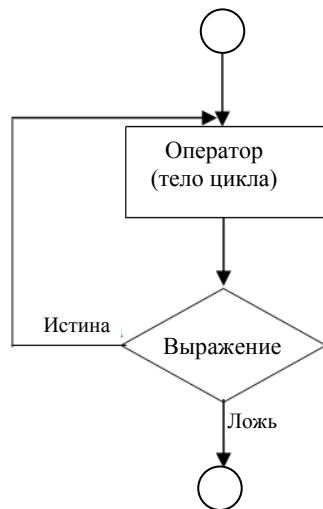 Оператор
(тело цикла)
Истина
Выражение
Ложь